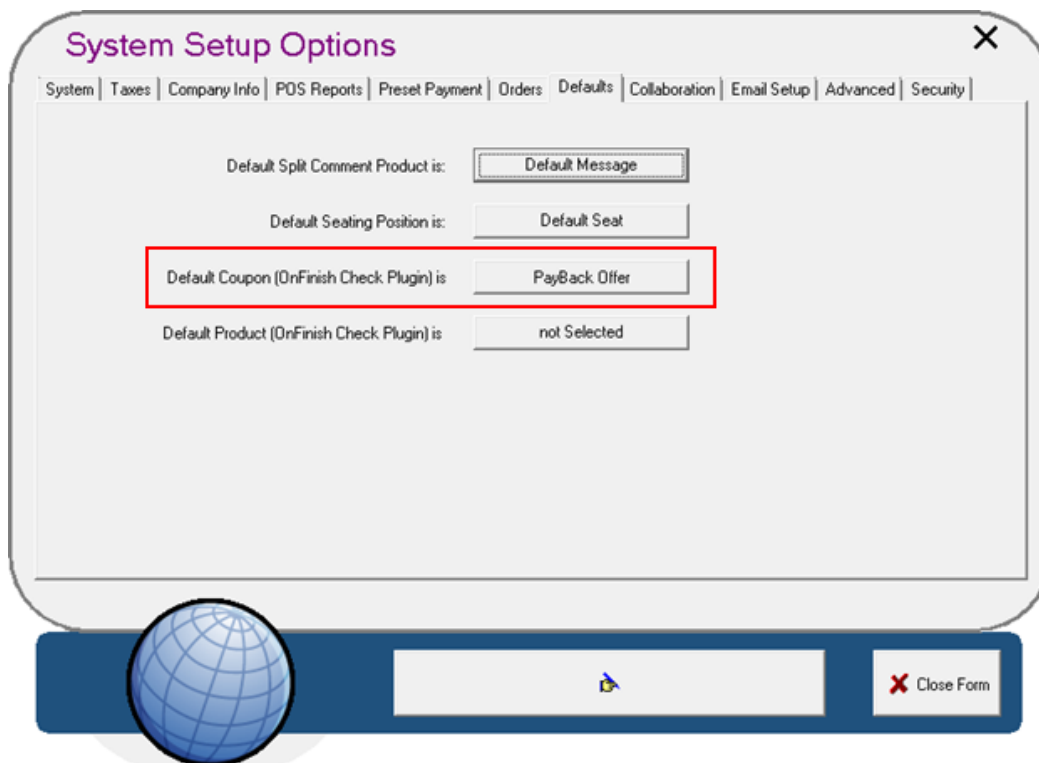 System Setup Options
System Taxes Company Info POS Reports Preset Payment Orders Defaults Collaboration Email Setup Advanced Security
Default Split Comment Product is: Default Message
Default Seating Position is: Default Seat
Default Coupon (OnFinish Check Plugin) is PayBack Offer
Default Product (OnFinish Check Plugin) is not Selected
Close Form